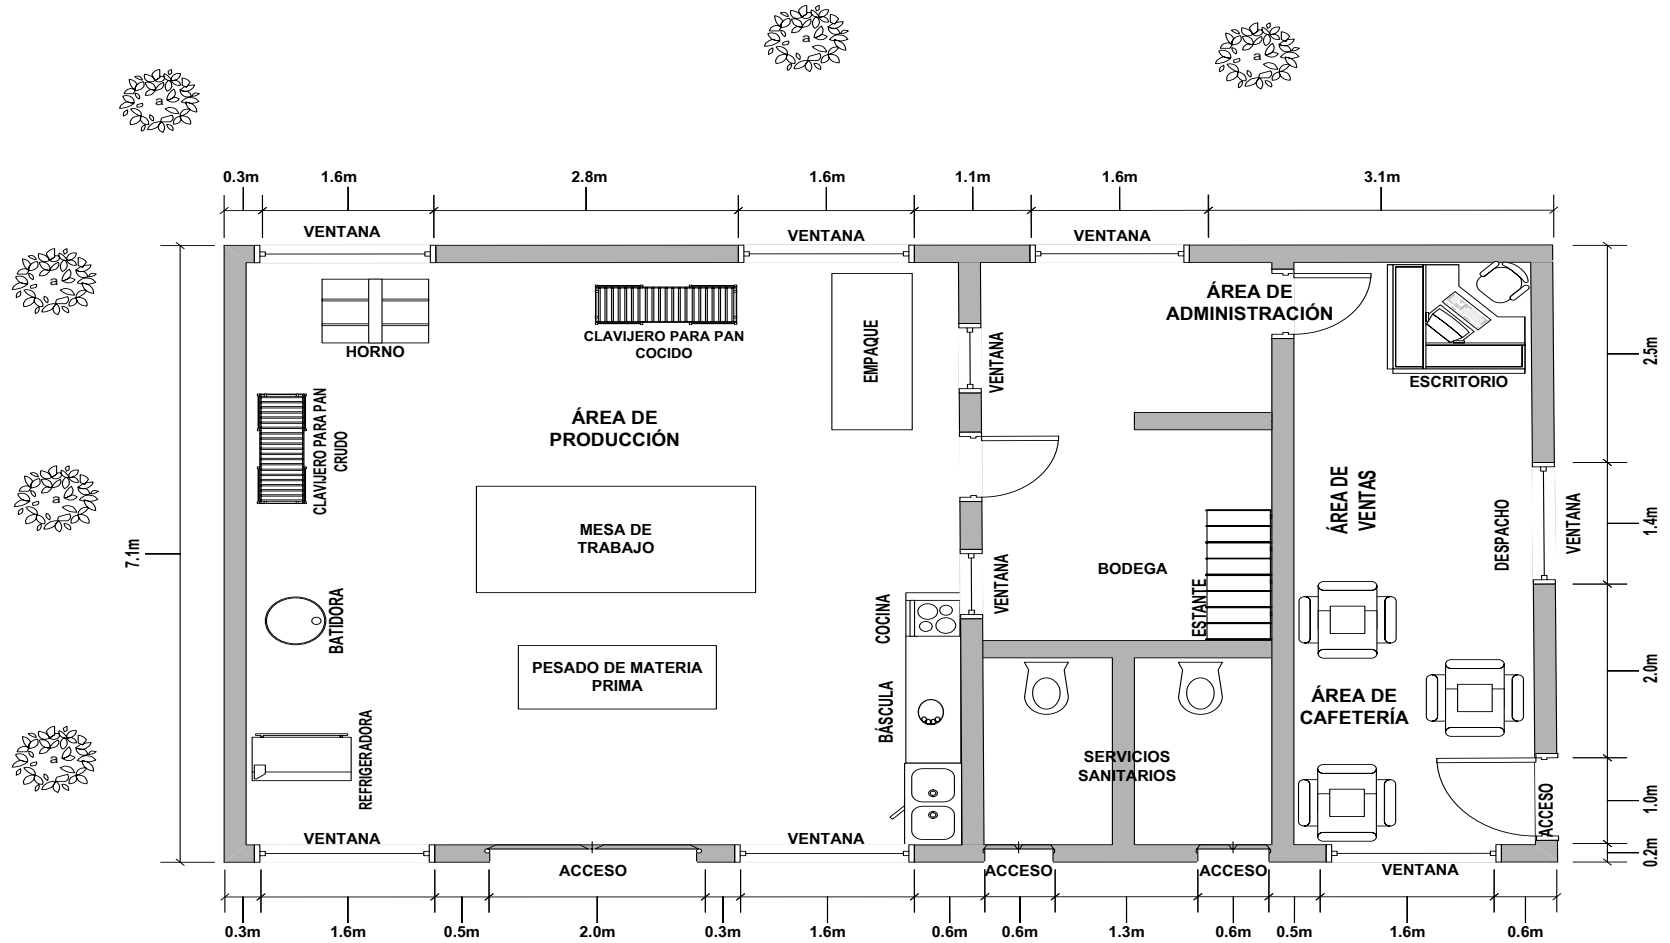 a
a
a
0.3m
1.6m
2.8m
1.6m
1.1m
1.6m
3.1m
VENTANA
VENTANA
VENTANA
a
HORNO
CLAVIJERO PARA PAN
COCIDO
EMPAQUE
VENTANA
ÁREA DE
ADMINISTRACIÓN
ESCRITORIO
2.5m
CLAVIJERO PARA PAN
CRUDO
ÁREA DE
PRODUCCIÓN
a
7.1m
MESA DE
TRABAJO
VENTANA
BODEGA
ESTANTE
ÁREA DE
VENTAS
DESPACHO
VENTANA
1.4m
BATIDORA
COCINA
PESADO DE MATERIA
PRIMA
BÁSCULA
ÁREA DE
CAFETERÍA
2.0m
a
REFRIGERADORA
SERVICIOS
SANITARIOS
ACCESO
1.0m
0.2m
VENTANA
VENTANA
ACCESO
ACCESO
ACCESO
VENTANA
0.3m
1.6m
0.5m
2.0m
0.3m
1.6m
0.6m
0.6m
1.3m
0.6m
0.5m
1.6m
0.6m